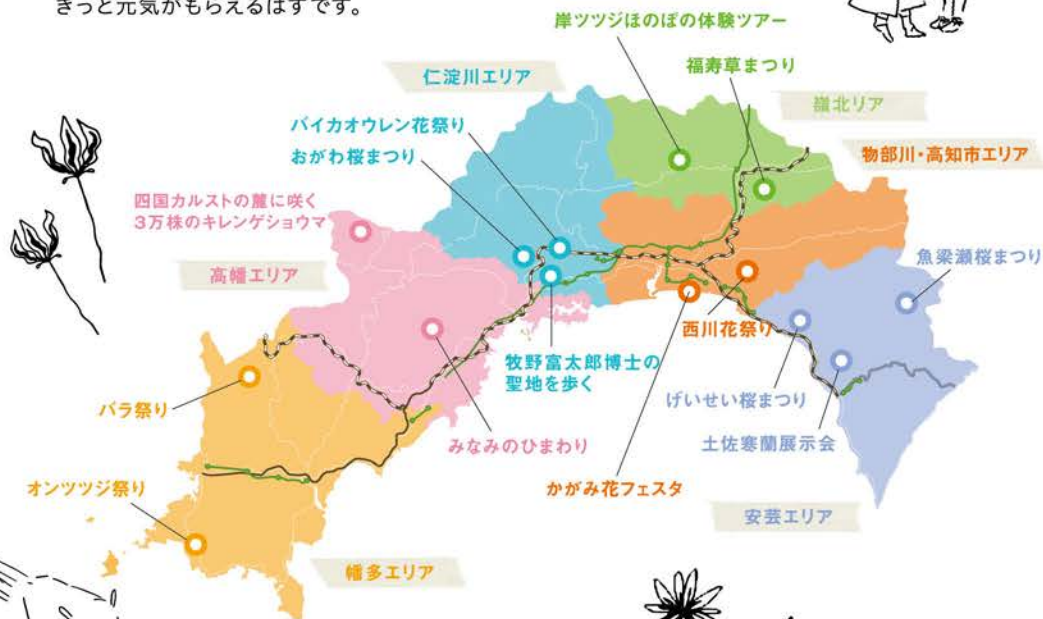 きっと元気がもらえるはずです。
岸ツツジほのぼの体験ツアー
福寿草まつり
仁淀川エリア
嶺北リア
バイカオウレン花祭り
おがわ桜まつり
物部川・高知市エリア
四国カルストの麓に咲く
3万株のキレンゲショウマ
魚梁瀬桜まつり
高幡エリア
西川花祭り
牧野富太郎博士の
聖地を歩く
げいせい桜まつり
バラ祭り
みなみのひまわり
土佐寒蘭展示会
オンツツジ祭り
かがみ花フェスタ
安芸エリア
幡多エリア